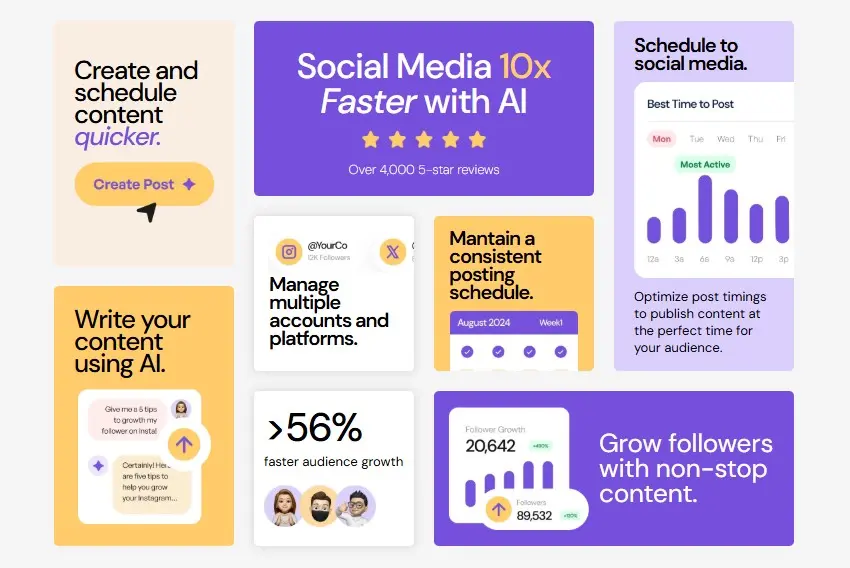 Create and
schedule
content
quicker.
Create Post
Social Media 10x
Faster with AI
Over 4,000 5-star reviews
Schedule to
social media.
Best Time to Post
Mon Tue Wed Thu Fri
Most Active
12a 3a 6a 9a 12p 3p
Optimize post timings
to publish content at
the perfect time for
your audience.
@YourCo
12K Followers
Manage
multiple
accounts and
platforms.
Mantain a
consistent
posting
schedule.
August 2024 Week1
Write your
content
using AI.
Give me a 5 tips
to growth my
follower on Insta!
Certainly! Here
are five tips to
help you grow
your Instagram...
>56%
faster audience growth
Follower Growth
20,642
Followers
89,532
Grow followers
with non-stop
content.